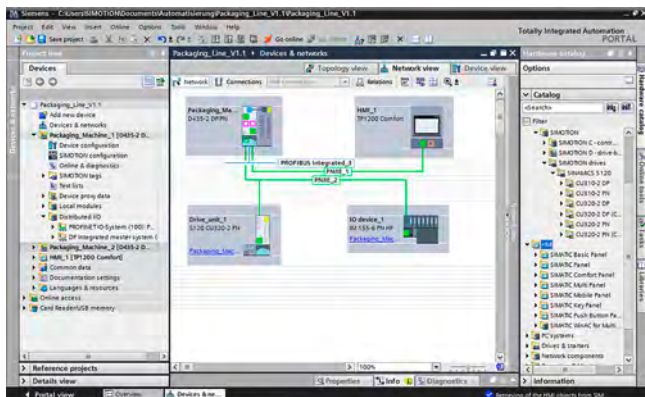 Siemens - C:\Users\SIMOTION\Documents\Automatisierung\Packaging_Line_V1.1\Packaging_Line_V1.1
Project Edit View Insert Online Options Tools Window Help
Totally Integrated Automation
PORTAL
Save project
Go online
Project tree
Packaging_Line_V1.1 Devices & networks
Hardware catalog
Devices
Topology view
Network view
Device view
Options
Network
Connections
Relations
Catalog
<Search>
Filter
Packaging_Line_V1.1
Add new device
Devices & networks
Packaging_Machine_1 [D435-2 D...
Device configuration
SIMOTION configuration
Online & diagnostics
SIMOTION tags
Text lists
Device proxy data
Local modules
Distributed I/O
PROFINET IO-System (100): P...
DP Integrated master system (
Packaging_Machine_2 [D435-2 D...
HMI_1 [TP1200 Comfort]
Common data
Documentation settings
Languages & resources
Online access
Card Reader/USB memory
Packaging_Ma...
D435-2 DP/PN
HMI_1
TP1200 Comfort
PROFIBUS Integrated_3
PN/IE_1
PN/IE_2
Drive_unit_1
S120 CU320-2 PN
Packaging_Mac...
IO device_1
IM 155-6 PN HF
Packaging_Mac...
SIMOTION
SIMOTION C - contr...
SIMOTION D - drive-b...
SIMOTION drives
SINAMICS S120
CU310-2 DP
CU310-2 PN
CU320-2 DP
CU320-2 DP (C...
CU320-2 PN
CU320-2 PN (C...
HMI
SIMATIC Basic Panel
SIMATIC Panel
SIMATIC Comfort Panel
SIMATIC Multi Panel
SIMATIC Mobile Panel
SIMATIC Key Panel
SIMATIC Push Button Pa...
SIMATIC WinAC for Multi...
PC systems
Drives & starters
Network components
Devices & networks
Hardware catalog
Online tools
Tasks
Libraries
100%
Reference projects
Details view
Properties
Info
Diagnostics
Information
Portal view
Overview
Devices & ne...
Retrieving of the HMI objects from SIM...